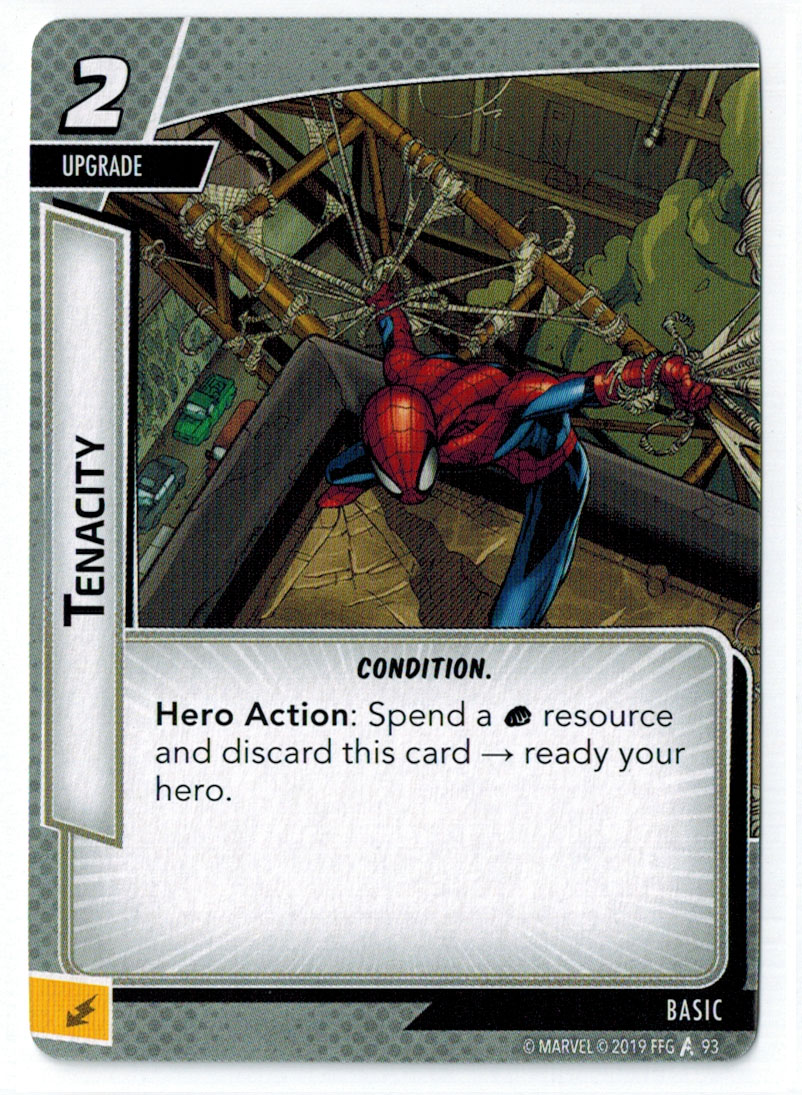 2
UPGRADE
TENACITY
CONDITION.
Hero Action: Spend a resource
and discard this card → ready your
hero.
BASIC
© MARVEL © 2019 FFG 93